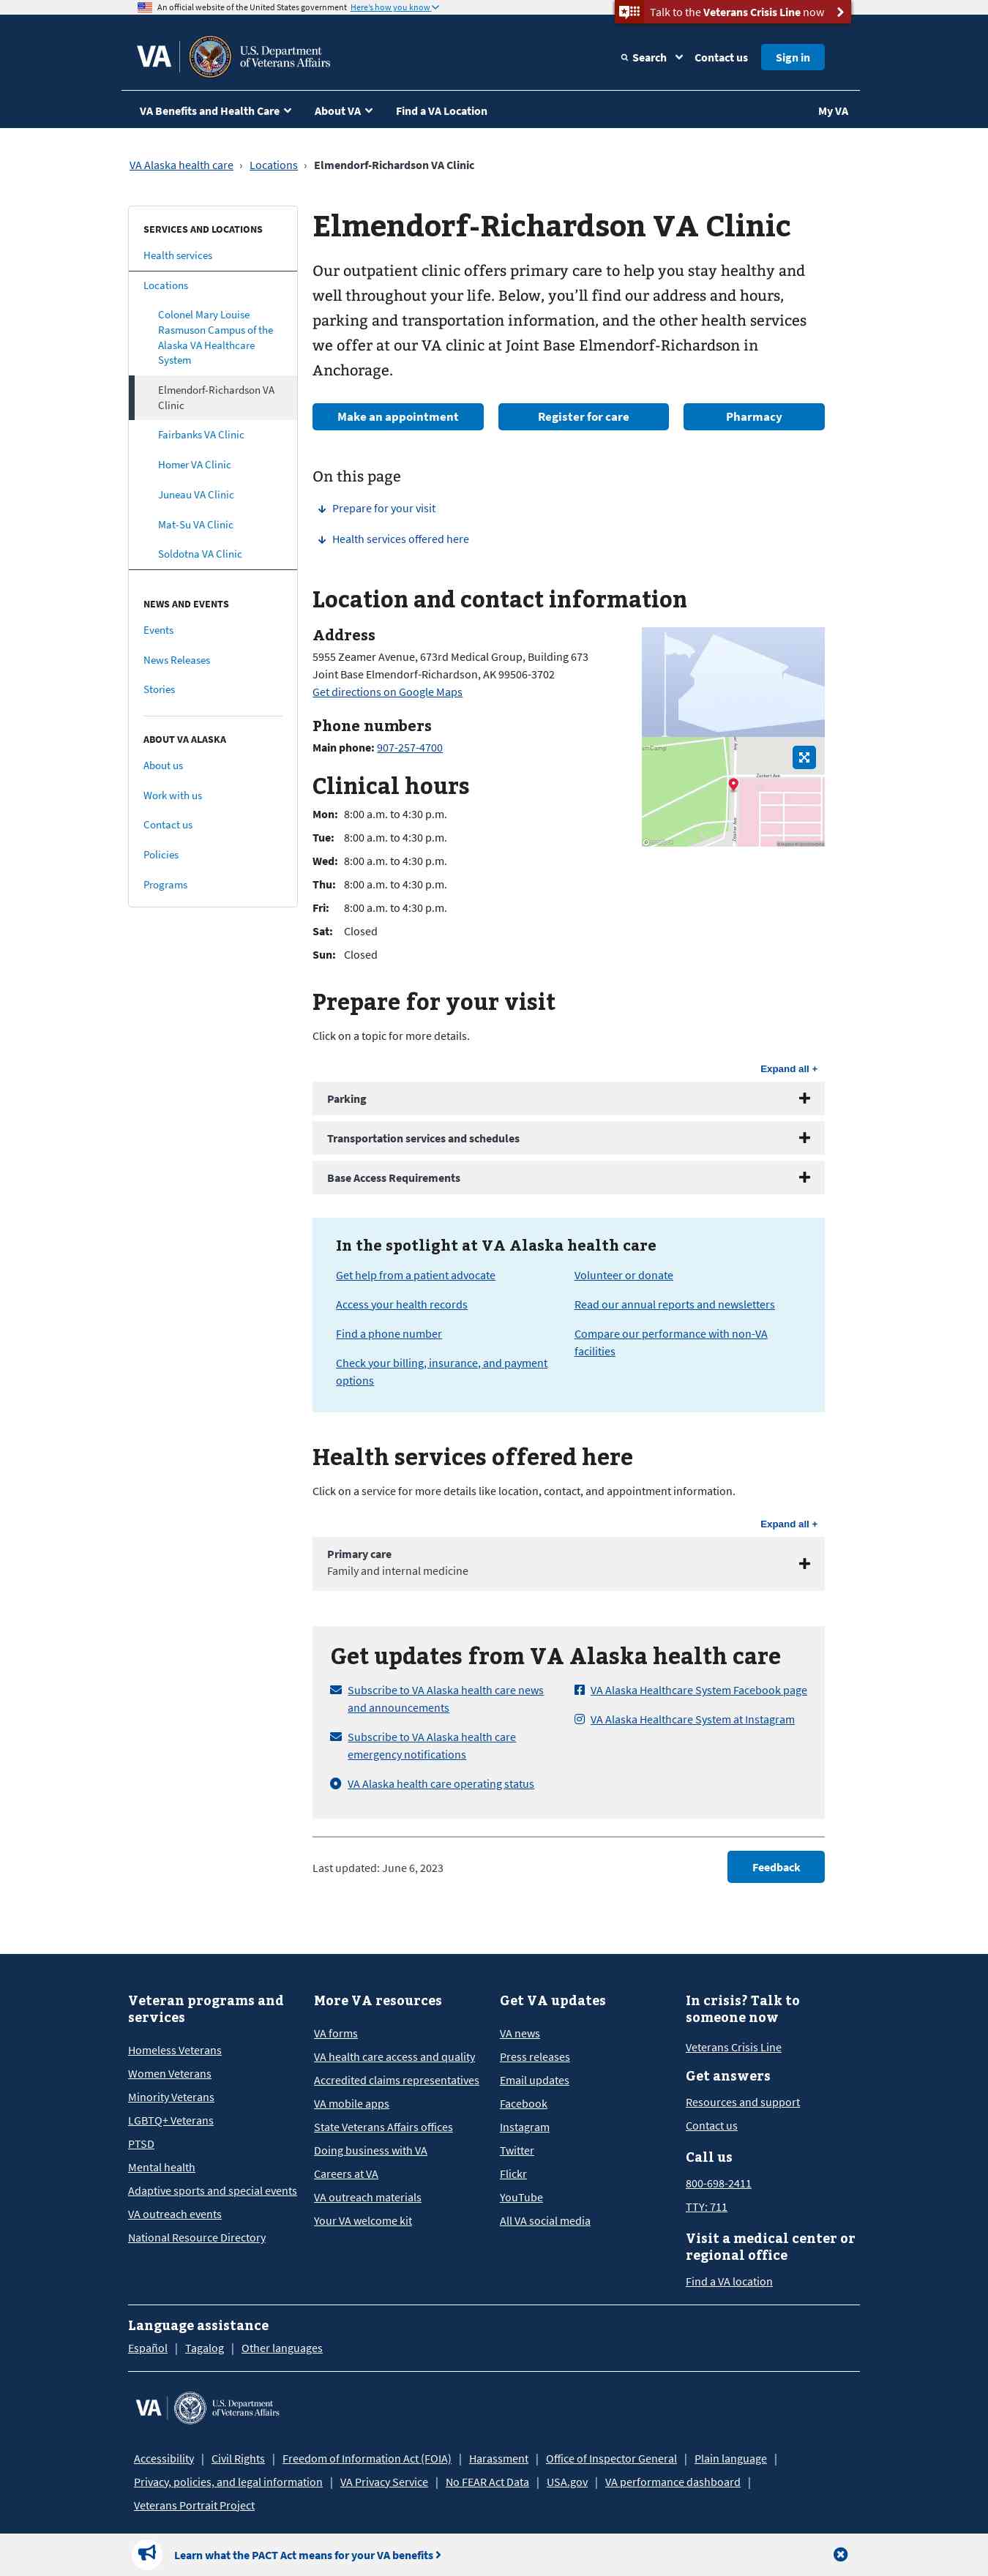 An official website of the United States government Here's how you know
Talk to the Veterans Crisis Line now
VA
U.S. Department
of Veterans Affairs
Search
Contact us
Sign in
VA Benefits and Health Care
About VA
Find a VA Location
My VA
VA Alaska health care › Locations › Elmendorf-Richardson VA Clinic
SERVICES AND LOCATIONS
Health services
Locations
Colonel Mary Louise
Rasmuson Campus of the
Alaska VA Healthcare
System
Elmendorf-Richardson VA
Clinic
Fairbanks VA Clinic
Homer VA Clinic
Juneau VA Clinic
Mat-Su VA Clinic
Soldotna VA Clinic
NEWS AND EVENTS
Events
News Releases
Stories
ABOUT VA ALASKA
About us
Work with us
Contact us
Policies
Programs
Elmendorf-Richardson VA Clinic
Our outpatient clinic offers primary care to help you stay healthy and
well throughout your life. Below, you’ll find our address and hours,
parking and transportation information, and the other health services
we offer at our VA clinic at Joint Base Elmendorf-Richardson in
Anchorage.
Make an appointment
Register for care
Pharmacy
On this page
Prepare for your visit
Health services offered here
Location and contact information
Address
5955 Zeamer Avenue, 673rd Medical Group, Building 673
Joint Base Elmendorf-Richardson, AK 99506-3702
Get directions on Google Maps
Phone numbers
Main phone: 907-257-4700
Clinical hours
Mon: 8:00 a.m. to 4:30 p.m.
Tue: 8:00 a.m. to 4:30 p.m.
Wed: 8:00 a.m. to 4:30 p.m.
Thu: 8:00 a.m. to 4:30 p.m.
Fri: 8:00 a.m. to 4:30 p.m.
Sat: Closed
Sun: Closed
Zeckert Ave
Prepare for your visit
Click on a topic for more details.
Expand all +
Parking
Transportation services and schedules
Base Access Requirements
In the spotlight at VA Alaska health care
Get help from a patient advocate
Access your health records
Find a phone number
Check your billing, insurance, and payment
options
Volunteer or donate
Read our annual reports and newsletters
Compare our performance with non-VA
facilities
Health services offered here
Click on a service for more details like location, contact, and appointment information.
Expand all +
Primary care
Family and internal medicine
Get updates from VA Alaska health care
Subscribe to VA Alaska health care news
and announcements
Subscribe to VA Alaska health care
emergency notifications
VA Alaska health care operating status
VA Alaska Healthcare System Facebook page
VA Alaska Healthcare System at Instagram
Last updated: June 6, 2023
Feedback
Veteran programs and
services
Homeless Veterans
Women Veterans
Minority Veterans
LGBTQ+ Veterans
PTSD
Mental health
Adaptive sports and special events
VA outreach events
National Resource Directory
More VA resources
VA forms
VA health care access and quality
Accredited claims representatives
VA mobile apps
State Veterans Affairs offices
Doing business with VA
Careers at VA
VA outreach materials
Your VA welcome kit
Get VA updates
VA news
Press releases
Email updates
Facebook
Instagram
Twitter
Flickr
YouTube
All VA social media
In crisis? Talk to
someone now
Veterans Crisis Line
Get answers
Resources and support
Contact us
Call us
800-698-2411
TTY: 711
Visit a medical center or
regional office
Find a VA location
Language assistance
Español | Tagalog | Other languages
VA
U.S. Department
of Veterans Affairs
Accessibility | Civil Rights | Freedom of Information Act (FOIA) | Harassment | Office of Inspector General | Plain language |
Privacy, policies, and legal information | VA Privacy Service | No FEAR Act Data | USA.gov | VA performance dashboard |
Veterans Portrait Project
Learn what the PACT Act means for your VA benefits